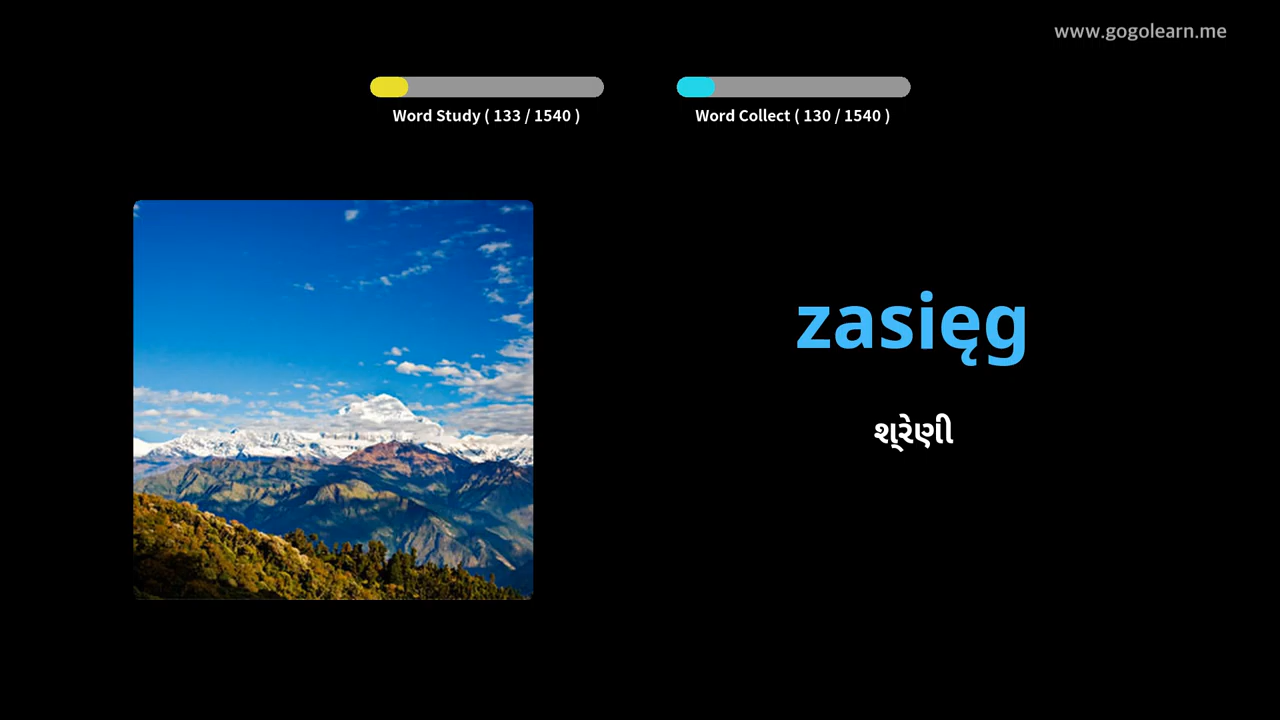 www.gogolearn.me
Word Study ( 133 / 1540 )
Word Collect ( 130 / 1540 )
zasięg
શ્રેણી